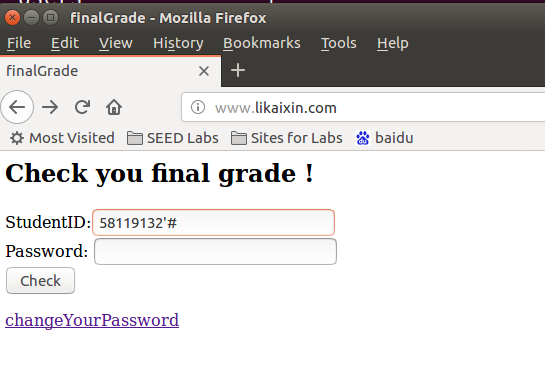 finalGrade - Mozilla Firefox
File Edit View History Bookmarks Tools Help
finalGrade
www.likaixin.com
Most Visited SEED Labs Sites for Labs baidu
Check you final grade !
StudentID: 58119132'#
Password:
Check
changeYourPassword